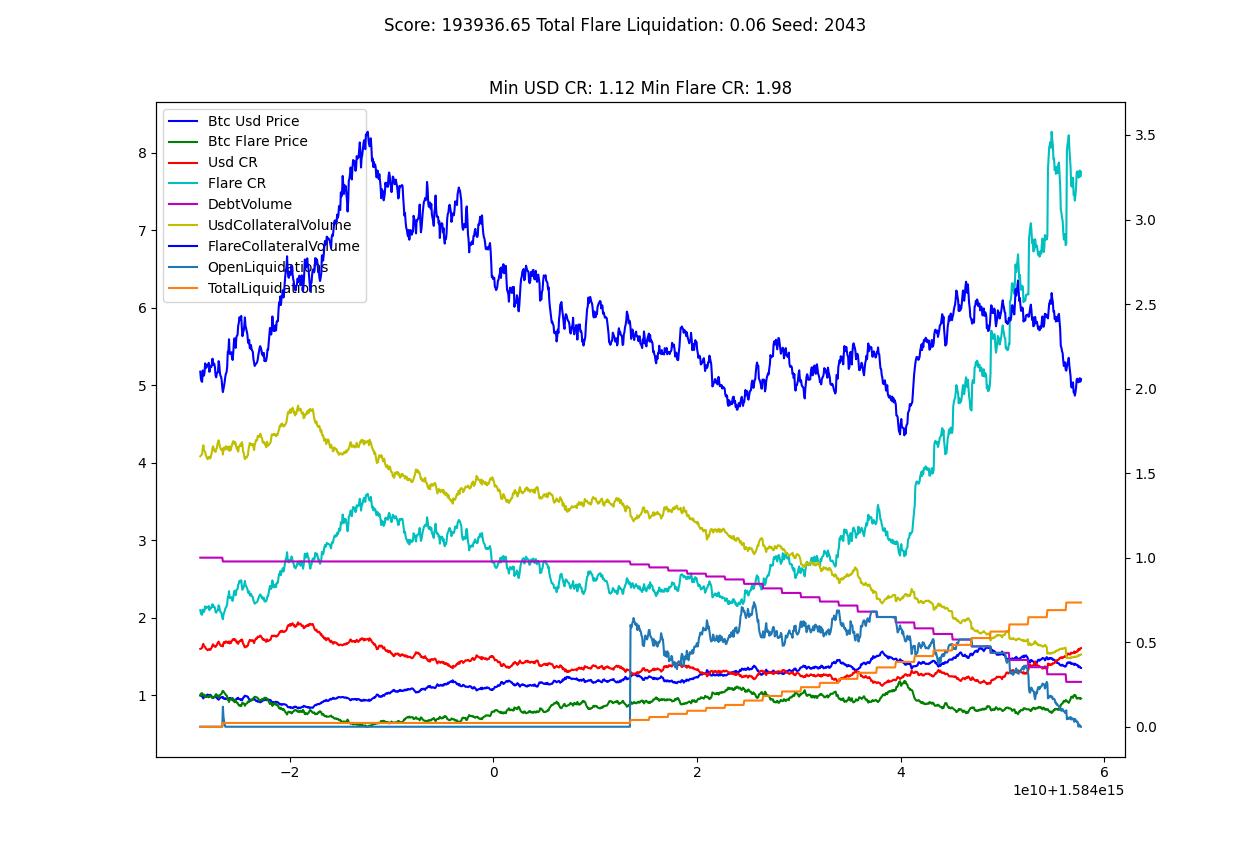 Score: 193936.65 Total Flare Liquidation: 0.06 Seed: 2043
Min USD CR: 1.12 Min Flare CR: 1.98
Btc Usd Price
Btc Flare Price
Usd CR
Flare CR
DebtVolume
UsdCollateralVolume
FlareCollateralVolume
OpenLiquidations
TotalLiquidations
8
7
6
5
4
3
2
1
3.5
3.0
2.5
2.0
1.5
1.0
0.5
0.0
−2 0 2 4 6
1e10+1.584e15